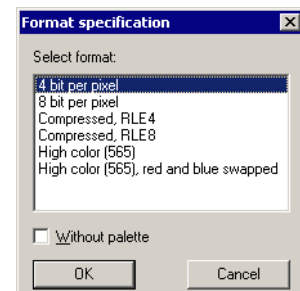 Format specification
Select format:
4 bit per pixel
8 bit per pixel
Compressed, RLE4
Compressed, RLE8
High color (565)
High color (565), red and blue swapped
Without palette
OK
Cancel